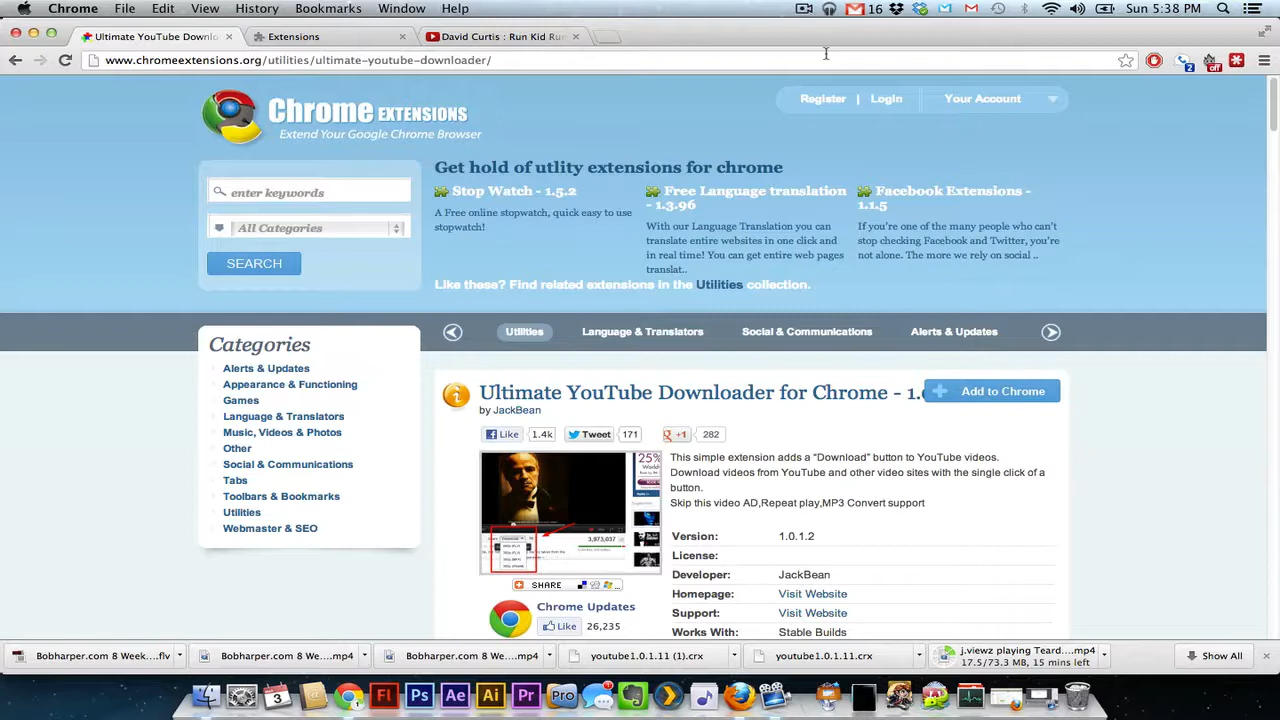 Chrome File Edit View History Bookmarks Window Help 16 Sun 5:38 PM
Ultimate YouTube Downlo Extensions David Curtis : Run Kid Run
www.chromeextensions.org/utilities/ultimate-youtube-downloader/
2 off
Chrome EXTENSIONS
Extend Your Google Chrome Browser
Register | Login Your Account
enter keywords
All Categories
SEARCH
Get hold of utlity extensions for chrome
Stop Watch - 1.5.2
A Free online stopwatch, quick easy to use
stopwatch!
Free Language translation
- 1.3.96
With our Language Translation you can
translate entire websites in one click and
in real time! You can get entire web pages
translat..
Facebook Extensions -
1.1.5
If you're one of the many people who can't
stop checking Facebook and Twitter, you're
not alone. The more we rely on social ..
Like these? Find related extensions in the Utilities collection.
Utilities Language & Translators Social & Communications Alerts & Updates
Categories
Alerts & Updates
Appearance & Functioning
Games
Language & Translators
Music, Videos & Photos
Other
Social & Communications
Tabs
Toolbars & Bookmarks
Utilities
Webmaster & SEO
Ultimate YouTube Downloader for Chrome - 1.
Add to Chrome
by JackBean
Like 1.4k Tweet 171 +1 282
25%
3,973,037
SHARE
Chrome Updates
Like 26,235
This simple extension adds a "Download" button to YouTube videos.
Download videos from YouTube and other video sites with the single click of a
button.
Skip this video AD,Repeat play,MP3 Convert support
Version: 1.0.1.2
License:
Developer: JackBean
Homepage: Visit Website
Support: Visit Website
Works With: Stable Builds
Bobharper.com 8 Week....flv Bobharper.com 8 We....mp4 Bobharper.com 8 We....mp4 youtube1.0.1.11 (1).crx youtube1.0.1.11.crx j.viewz playing Teard....mp4
17.5/73.3 MB, 15 mins left
Show All
3 Fl Ps Ae Ai Pr Pro